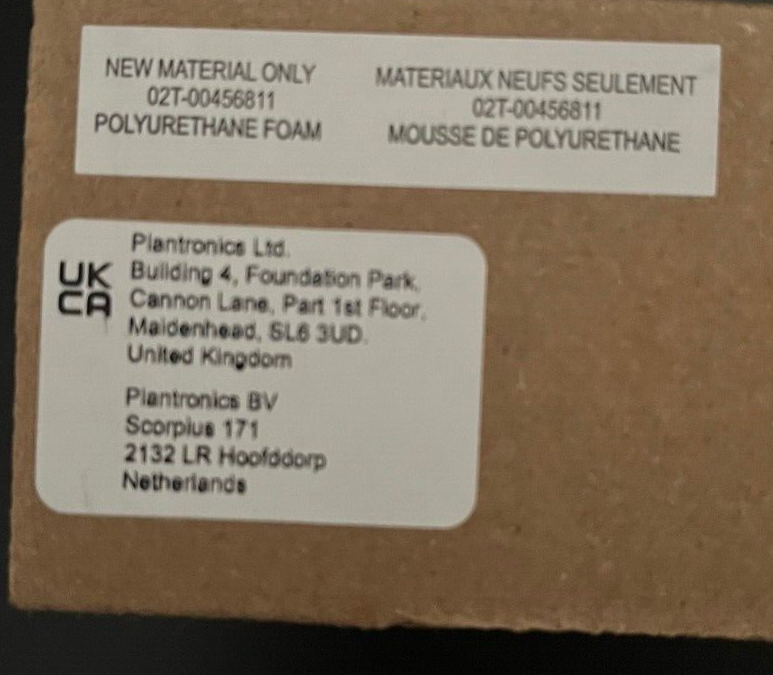 NEW MATERIAL ONLY
02T-00456811
POLYURETHANE FOAM
MATERIAUX NEUFS SEULEMENT
02T-00456811
MOUSSE DE POLYURETHANE
UK
CA
Plantronics Ltd.
Building 4, Foundation Park,
Cannon Lane, Part 1st Floor,
Maidenhead, SL6 3UD.
United Kingdom
Plantronics BV
Scorpius 171
2132 LR Hoofddorp
Netherlands